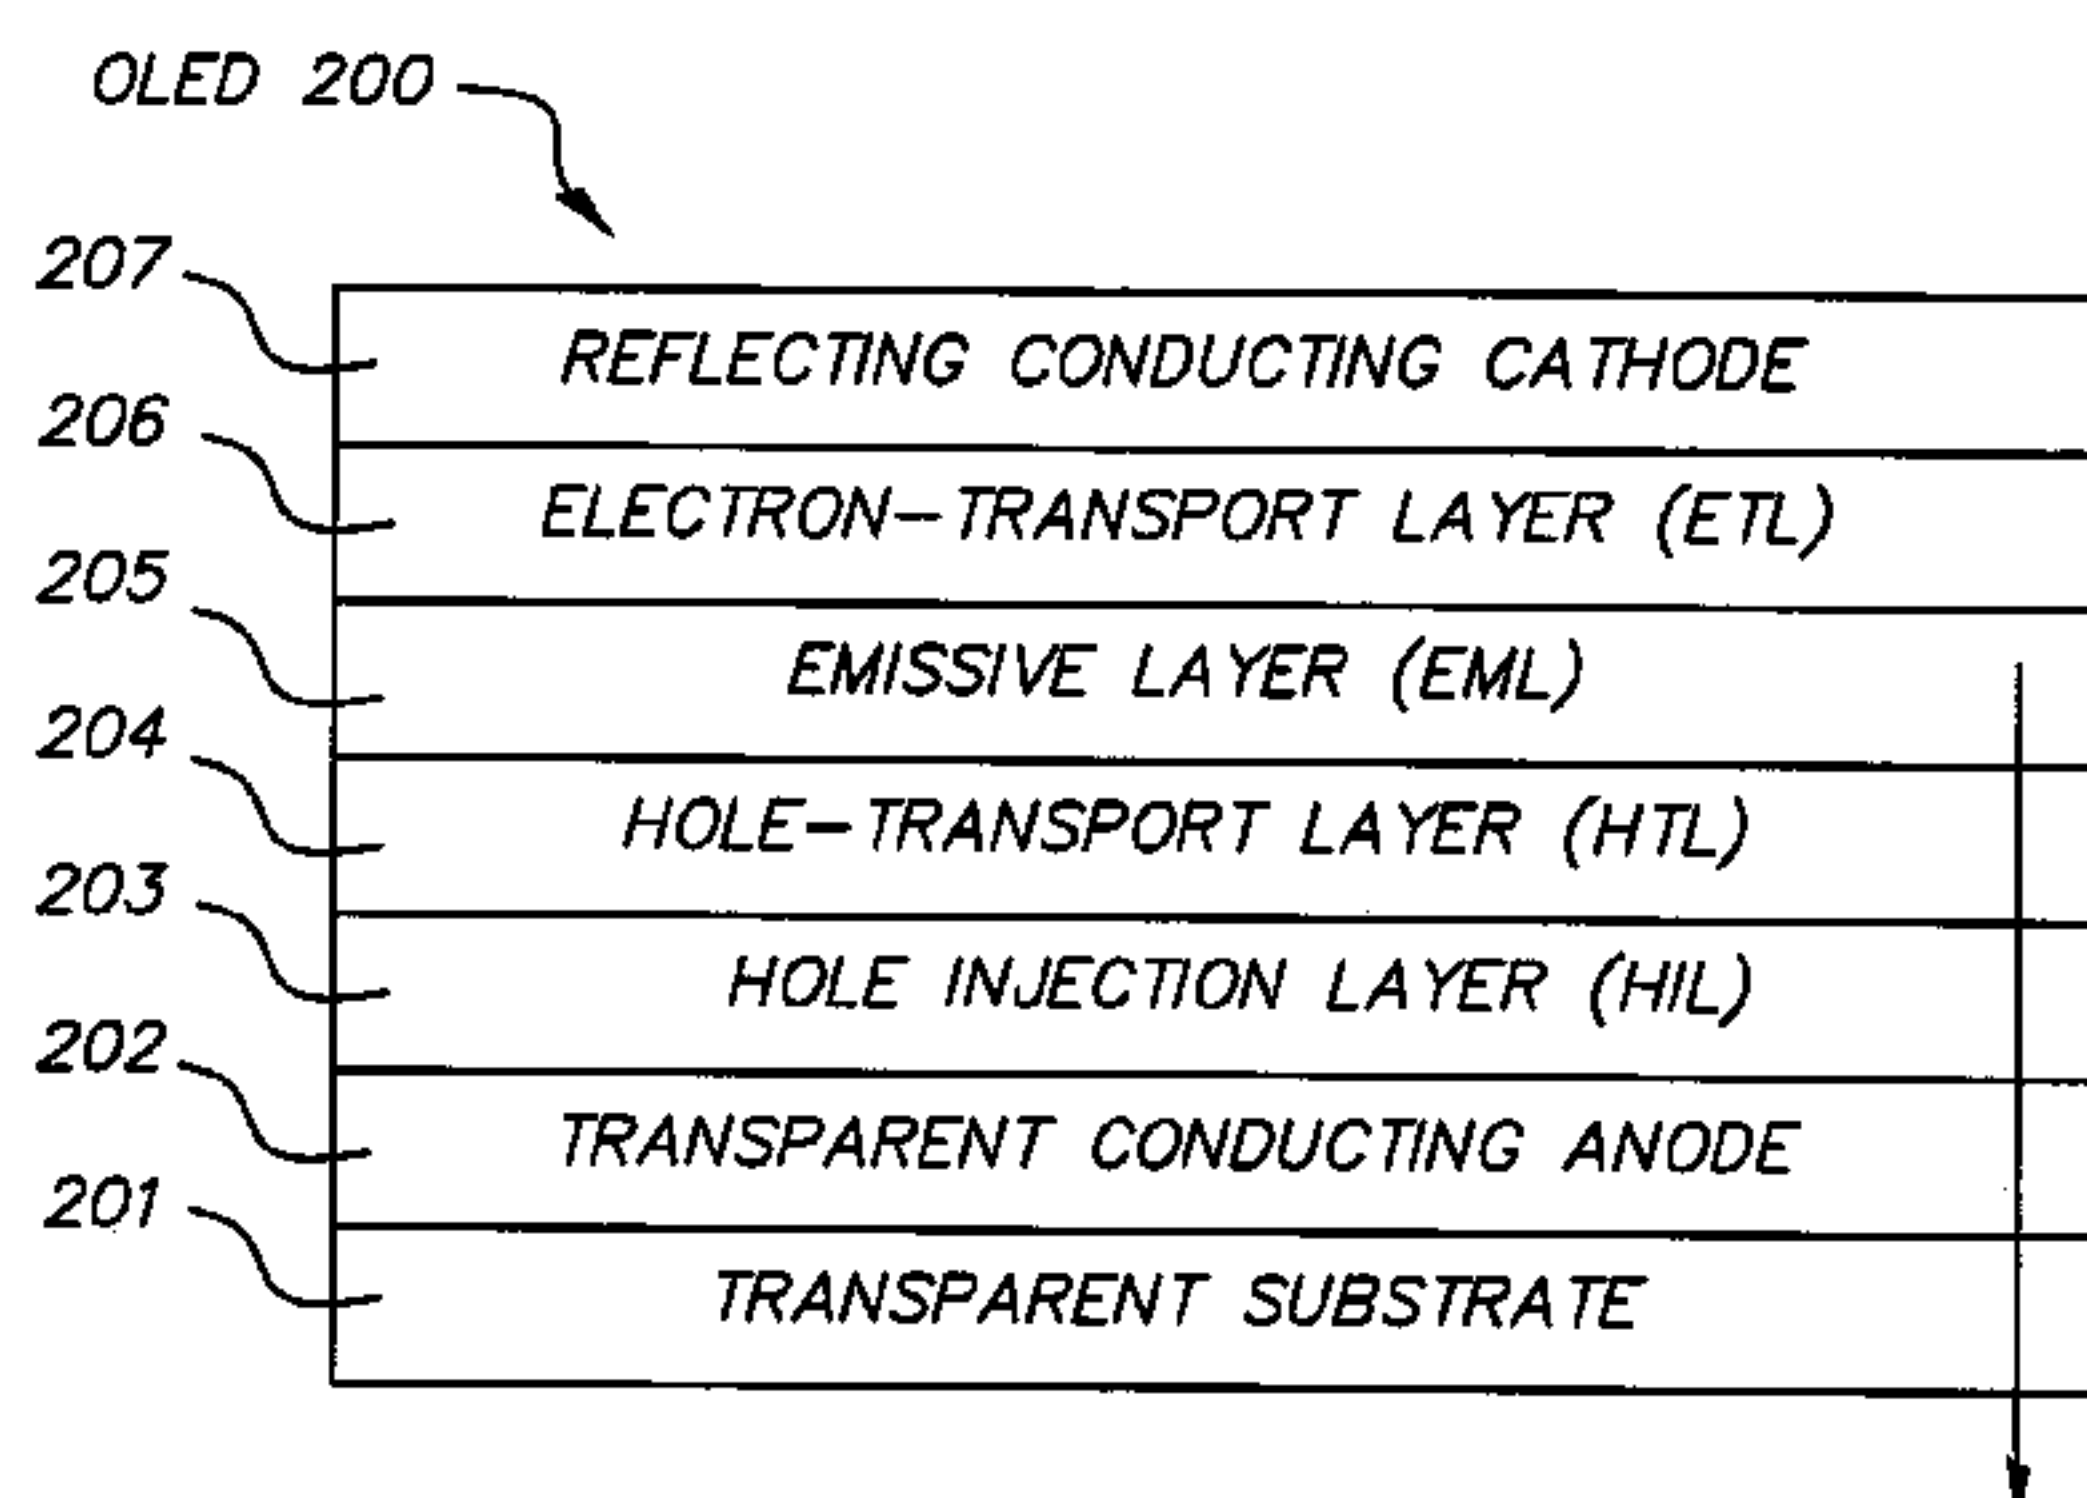 OLED 200
207
REFLECTING CONDUCTING CATHODE
206
ELECTRON-TRANSPORT LAYER (ETL)
205
EMISSIVE LAYER (EML)
204
HOLE-TRANSPORT LAYER (HTL)
203
HOLE INJECTION LAYER (HIL)
202
TRANSPARENT CONDUCTING ANODE
201
TRANSPARENT SUBSTRATE